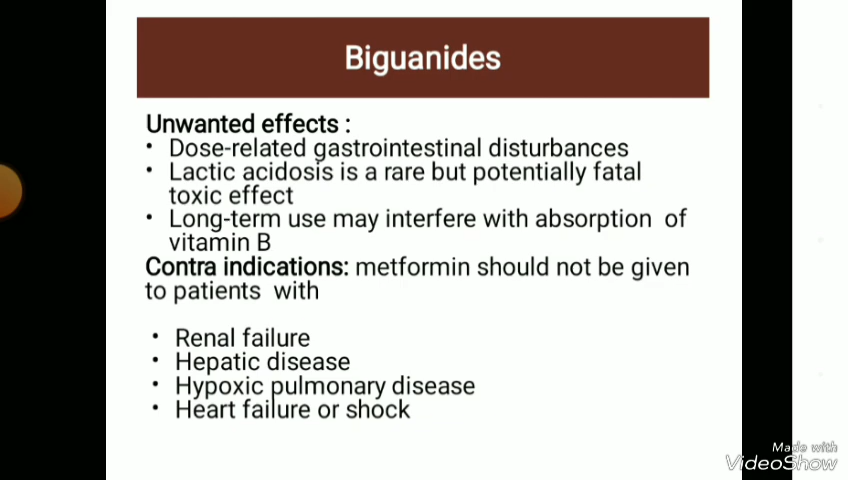 Biguanides
Unwanted effects :
• Dose-related gastrointestinal disturbances
• Lactic acidosis is a rare but potentially fatal
toxic effect
• Long-term use may interfere with absorption of
vitamin B
Contra indications: metformin should not be given
to patients with
• Renal failure
• Hepatic disease
• Hypoxic pulmonary disease
• Heart failure or shock
Made with
VideoShow